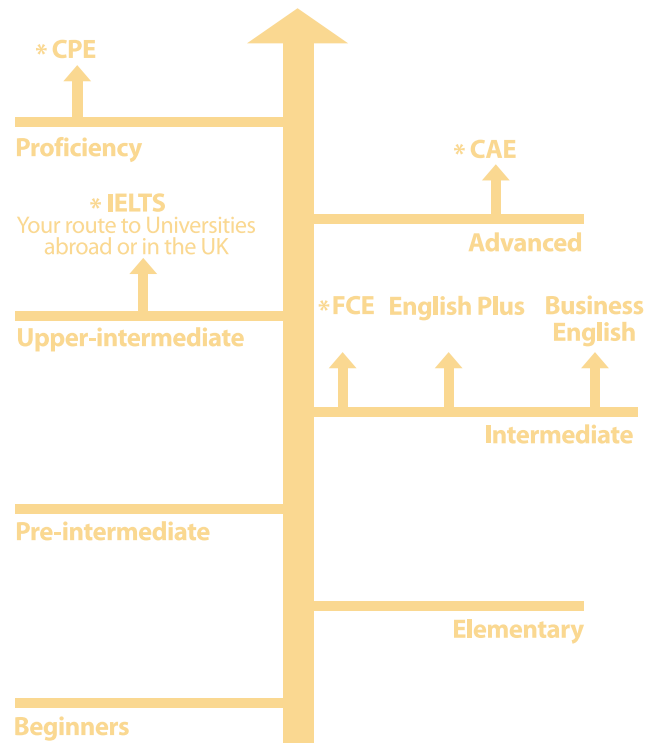 * CPE
Proficiency
* CAE
* IELTS
Your route to Universities
abroad or in the UK
Advanced
*FCE
English Plus
Business
English
Upper-intermediate
Intermediate
Pre-intermediate
Elementary
Beginners